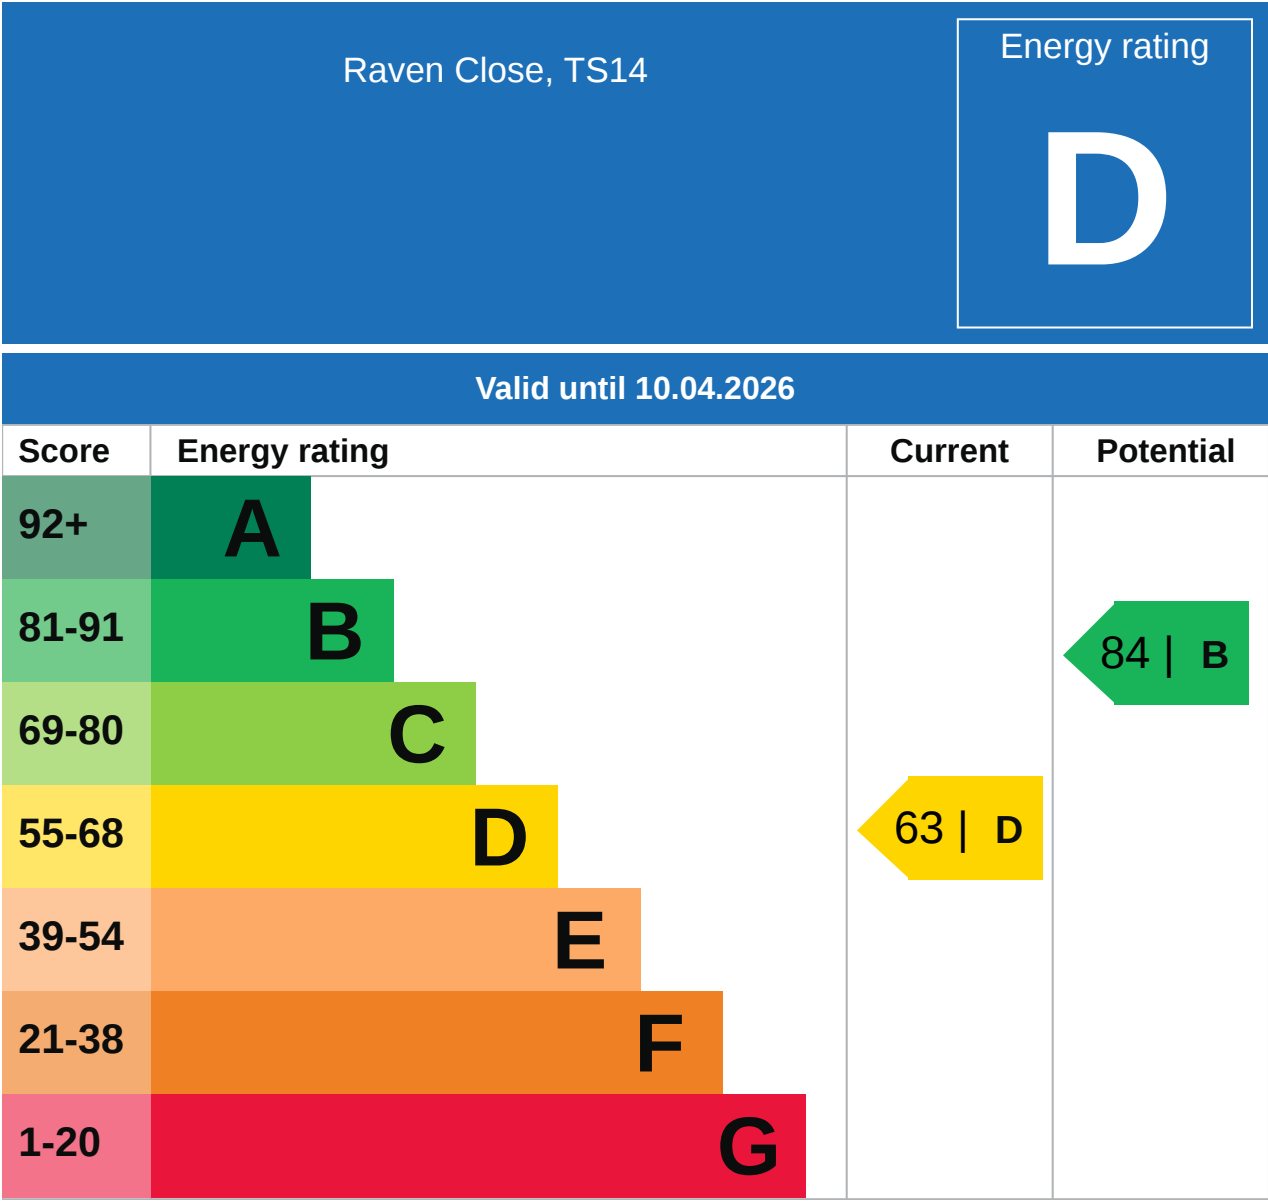 Raven Close, TS14
Energy rating
D
Valid until 10.04.2026
Score Energy rating Current Potential
92+ A
81-91 B
84 | B
69-80 C
55-68 D
63 | D
39-54 E
21-38 F
1-20 G